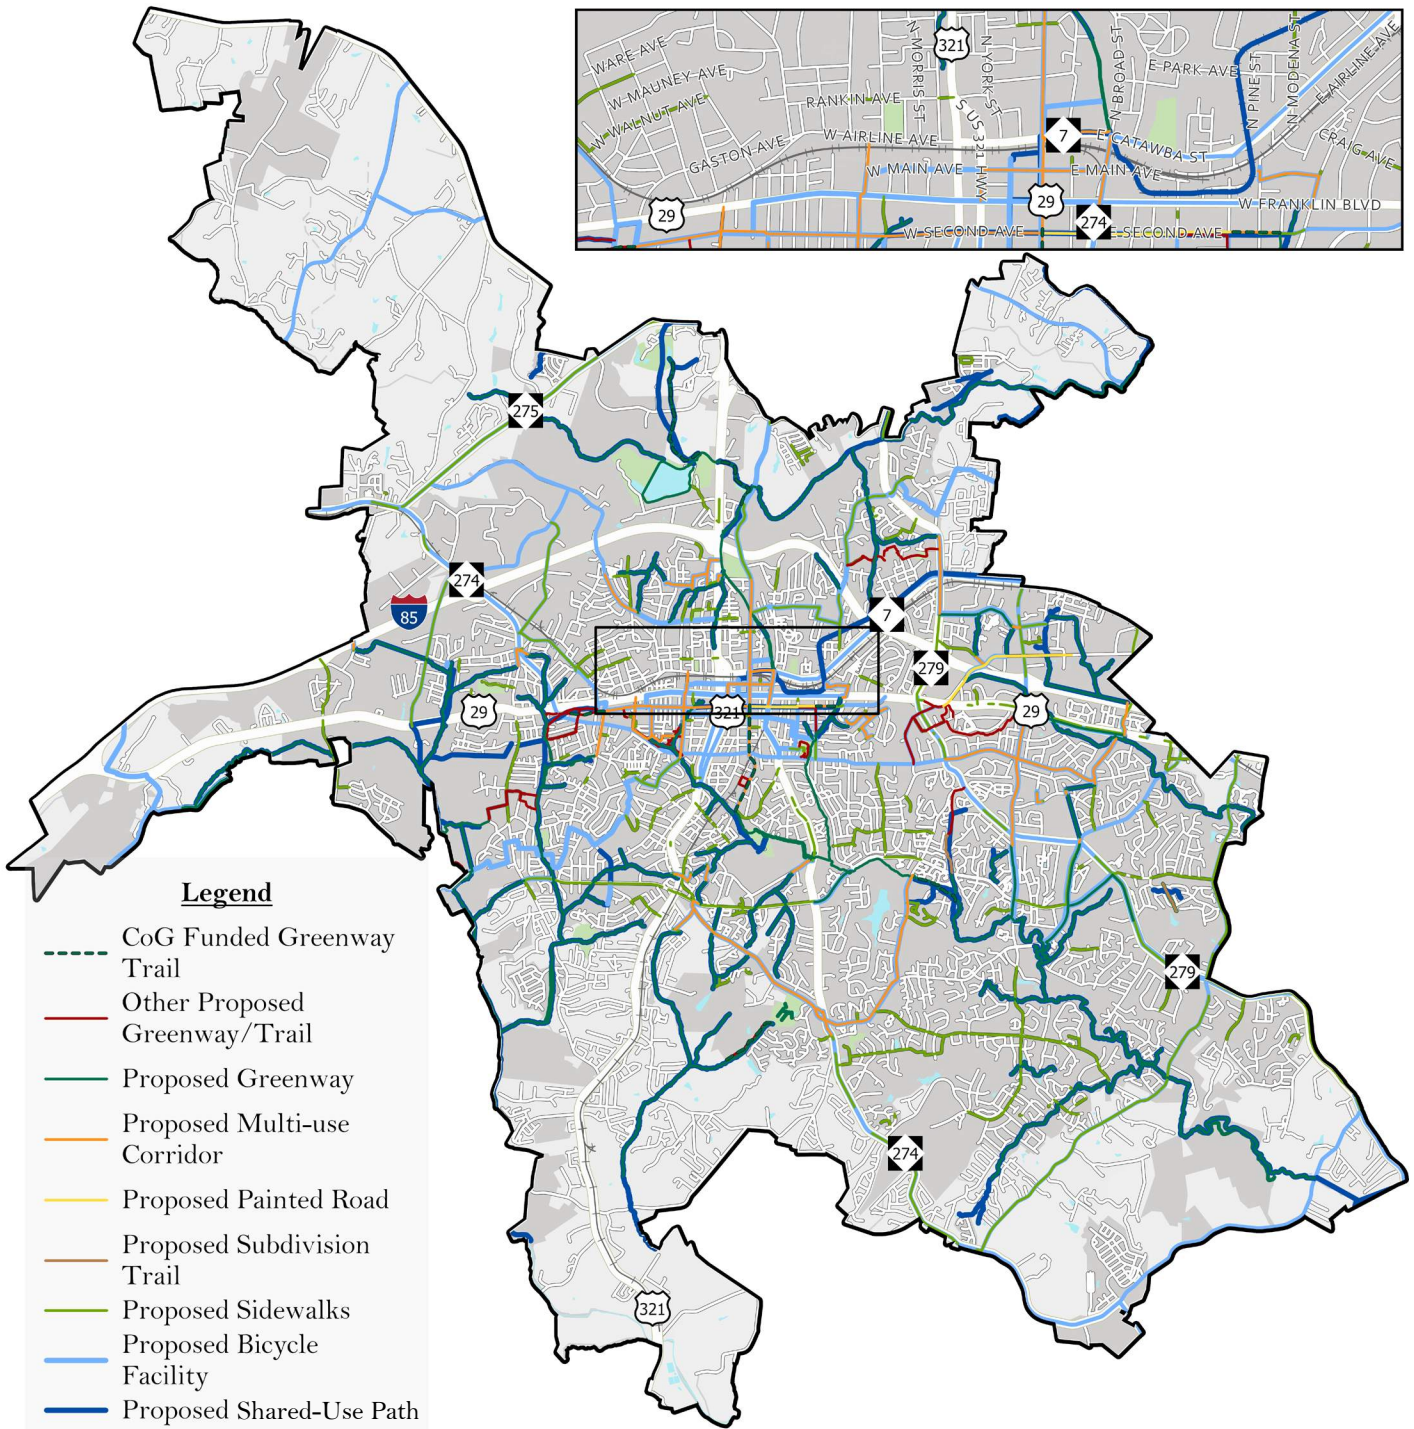 WARE AVE
W MAUNEY AVE
W WALNUT AVE
GASTON AVE
RANKIN AVE
W AIRLINE AVE
N MORRIS ST
321
N YORK ST
S US 321 HWY
N BROAD ST
E PARK AVE
N PINE ST
N MODENA ST
E AIRLINE AVE
CRAIG AVE
7
E CATAWBA ST
W MAIN AVE
E MAIN AVE
29
29
W FRANKLIN BLVD
274
W SECOND AVE
E SECOND AVE
275
274
85
7
279
29
321
29
279
274
321
Legend
CoG Funded Greenway
Trail
Other Proposed
Greenway/Trail
Proposed Greenway
Proposed Multi-use
Corridor
Proposed Painted Road
Proposed Subdivision
Trail
Proposed Sidewalks
Proposed Bicycle
Facility
Proposed Shared-Use Path